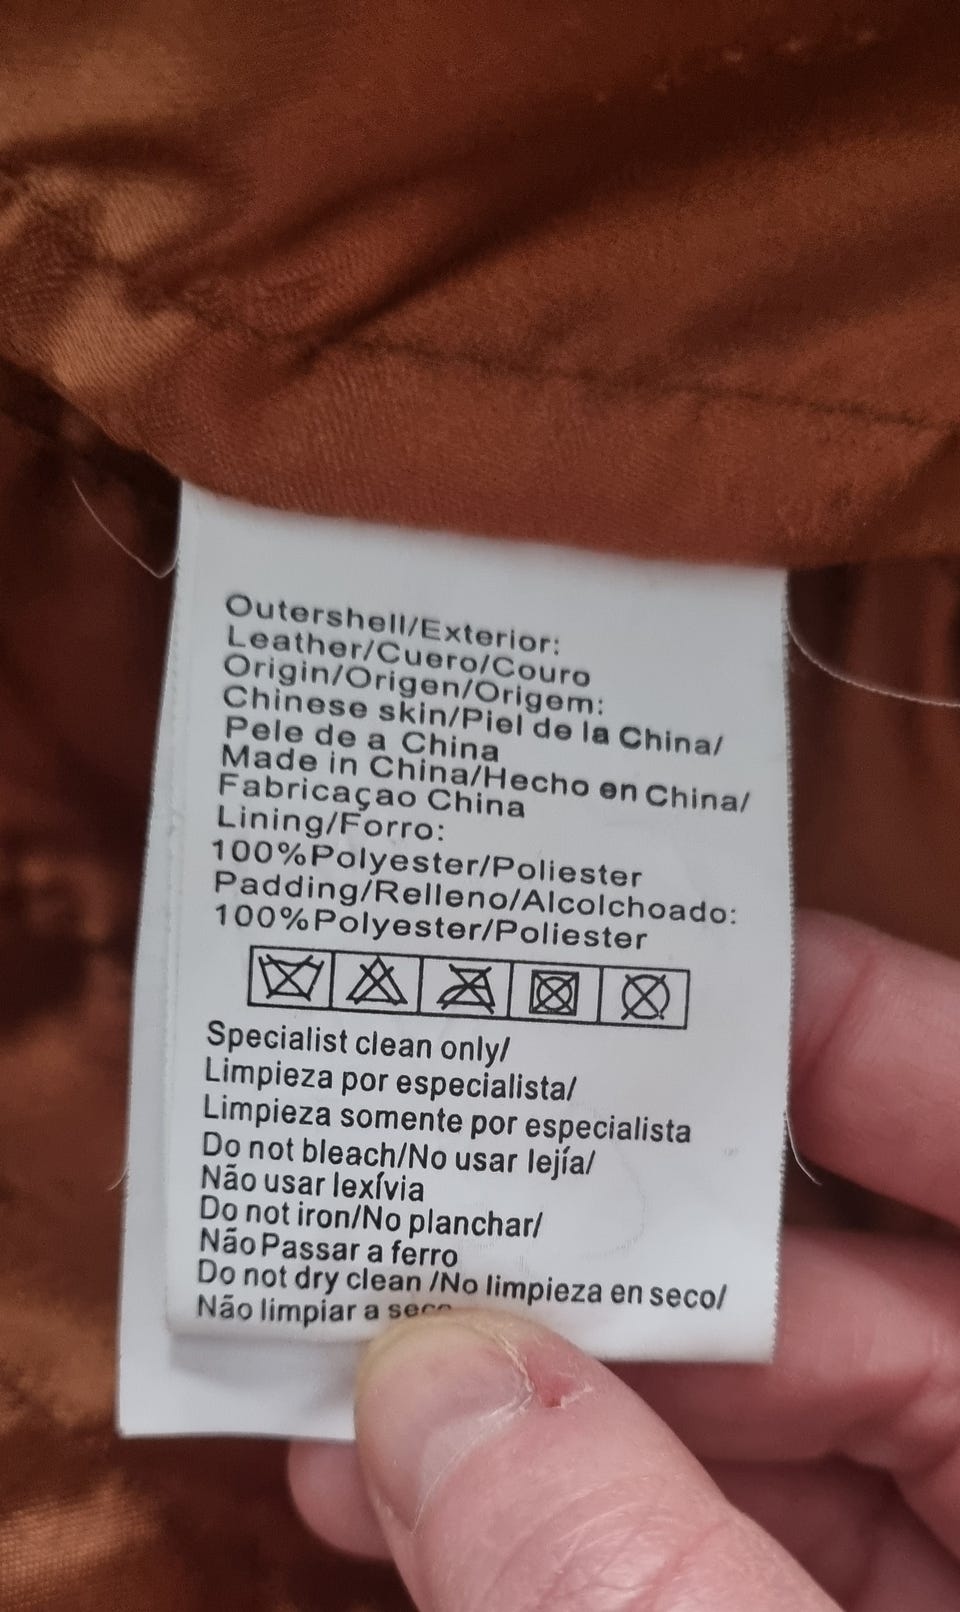 Outershell/Exterior:
Leather/Cuero/Couro
Origin/Origen/Origem:
Chinese skin/Piel de la China/
Pele de a China
Made in China/Hecho en China/
Fabricaçao China
Lining/Forro:
100%Polyester/Poliester
Padding/Relleno/Alcolchoado:
100%Polyester/Poliester
Specialist clean only/
Limpieza por especialista/
Limpieza somente por especialista
Do not bleach/No usar lejía/
Não usar lexívia
Do not iron/No planchar/
Não Passar a ferro
Do not dry clean /No limpieza en seco/
Não limpiar a seco